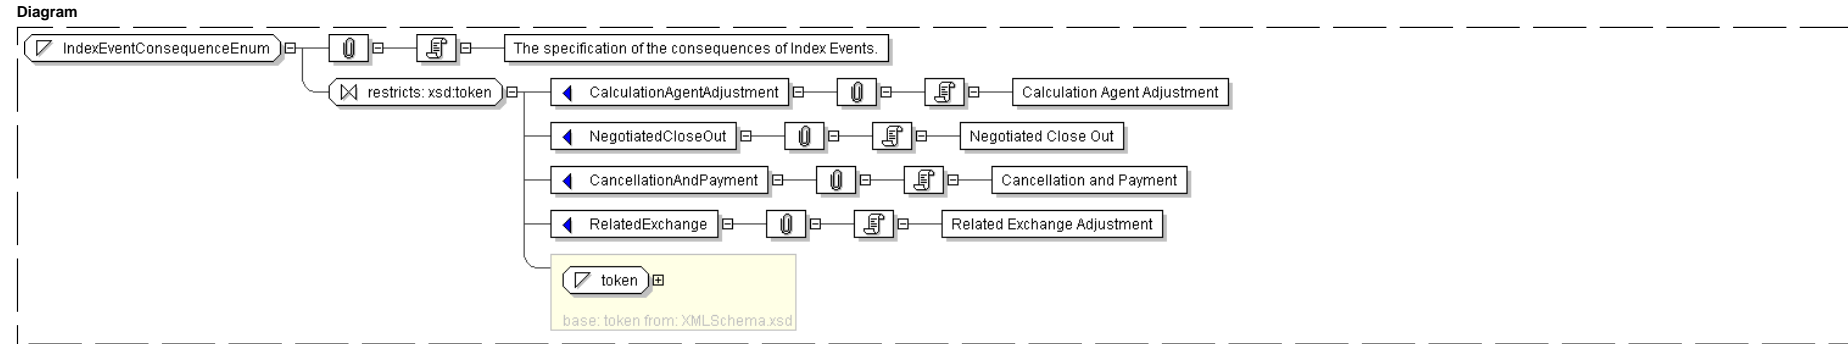 Diagram
IndexEventConsequenceEnum The specification of the consequences of Index Events.
restricts: xsd:token CalculationAgentAdjustment Calculation Agent Adjustment
NegotiatedCloseOut Negotiated Close Out
CancellationAndPayment Cancellation and Payment
RelatedExchange Related Exchange Adjustment
token
base: token from: XMLSchema.xsd